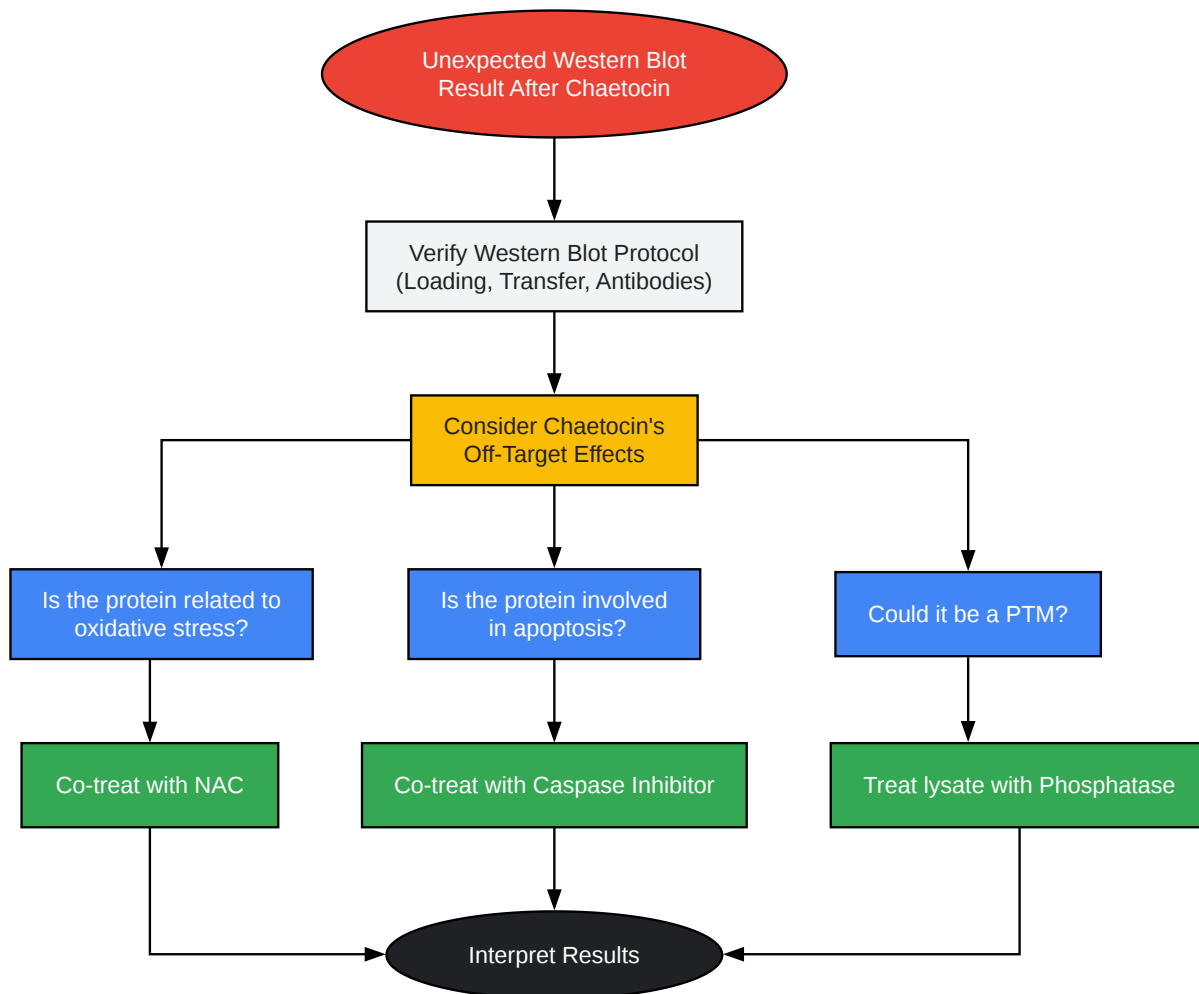 Unexpected Western Blot
Result After Chaetocin
Verify Western Blot Protocol
(Loading, Transfer, Antibodies)
Consider Chaetocin's
Off-Target Effects
Is the protein related to
oxidative stress?
Is the protein involved
in apoptosis?
Could it be a PTM?
Co-treat with NAC
Co-treat with Caspase Inhibitor
Treat lysate with Phosphatase
Interpret Results